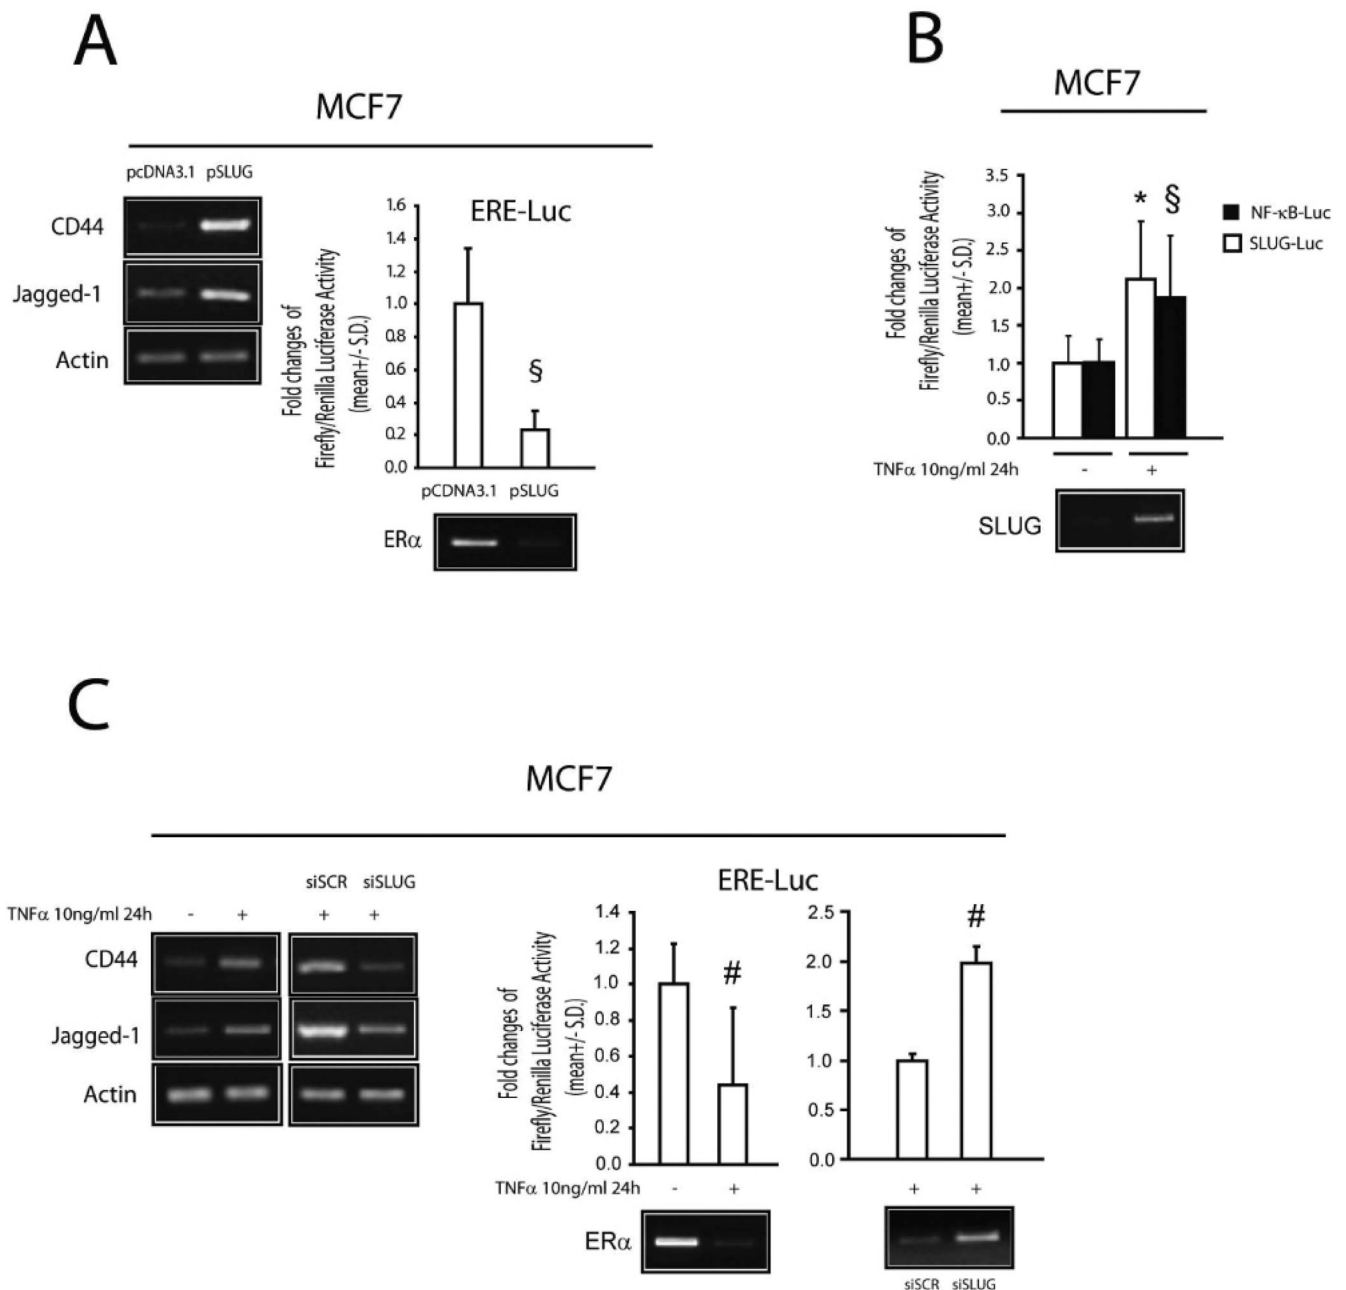 A
MCF7
pcDNA3.1 pSLUG
CD44
Jagged-1
Actin
Fold changes of
Firefly/Renilla Luciferase Activity
(mean+/- S.D.)
ERE-Luc
1.6
1.4
1.2
1.0
0.8
0.6
0.4
0.2
0.0
§
pCDNA3.1 pSLUG
ERα
B
MCF7
Fold changes of
Firefly/Renilla Luciferase Activity
(mean+/- S.D.)
3.5
3.0
2.5
2.0
1.5
1.0
0.5
0.0
* §
NF-κB-Luc
SLUG-Luc
TNFα 10ng/ml 24h - +
SLUG
C
MCF7
siSCR siSLUG
TNFα 10ng/ml 24h - + + +
CD44
Jagged-1
Actin
ERE-Luc
Fold changes of
Firefly/Renilla Luciferase Activity
(mean+/- S.D.)
1.4
1.2
1.0
0.8
0.6
0.4
0.2
0.0
#
2.5
2.0
1.5
1.0
0.5
0.0
#
TNFα 10ng/ml 24h - + + +
ERα
siSCR siSLUG